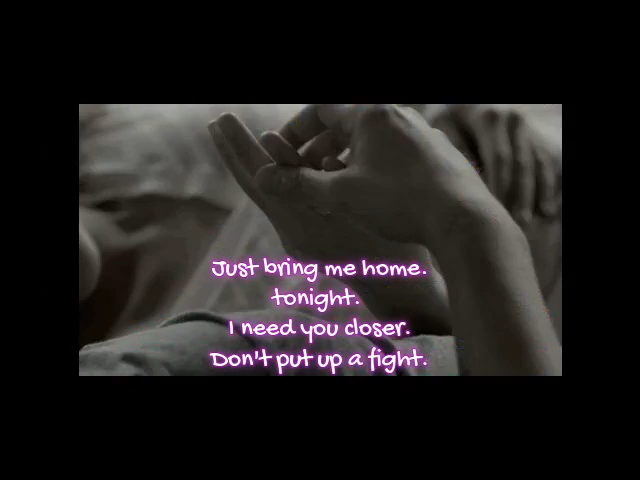 Just bring me home.
tonight.
I need you closer.
Don't put up a fight.